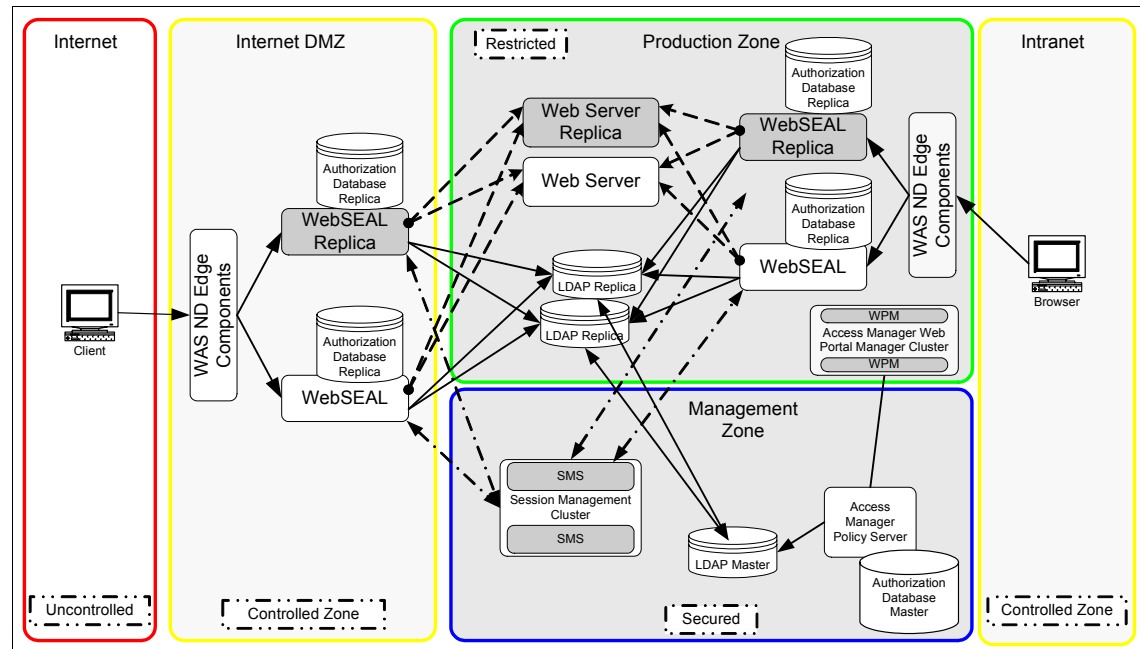 Internet
Internet DMZ
Restricted
Production Zone
Intranet
Authorization
Database
Replica
WebSEAL
Replica
Web Server
Replica
Web Server
Authorization
Database
Replica
WebSEAL
Replica
WAS ND Edge
Components
Client
WAS ND Edge
Components
Authorization
Database
Replica
WebSEAL
Browser
LDAP Replica
LDAP Replica
Authorization
Database
Replica
WebSEAL
WPM
Access Manager Web
Portal Manager Cluster
WPM
Management
Zone
SMS
Session Management
Cluster
SMS
Access
Manager
Policy Server
LDAP Master
Authorization
Database
Master
Uncontrolled
Controlled Zone
Secured
Controlled Zone